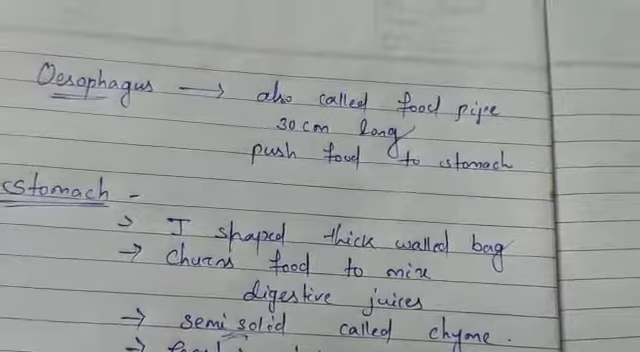 Oesophagus → also called food pipe
30 cm long
push food to stomach
Stomach -
→ J shaped thick walled bag
→ Churns food to mix
digestive juices
→ semi solid called chyme.
→